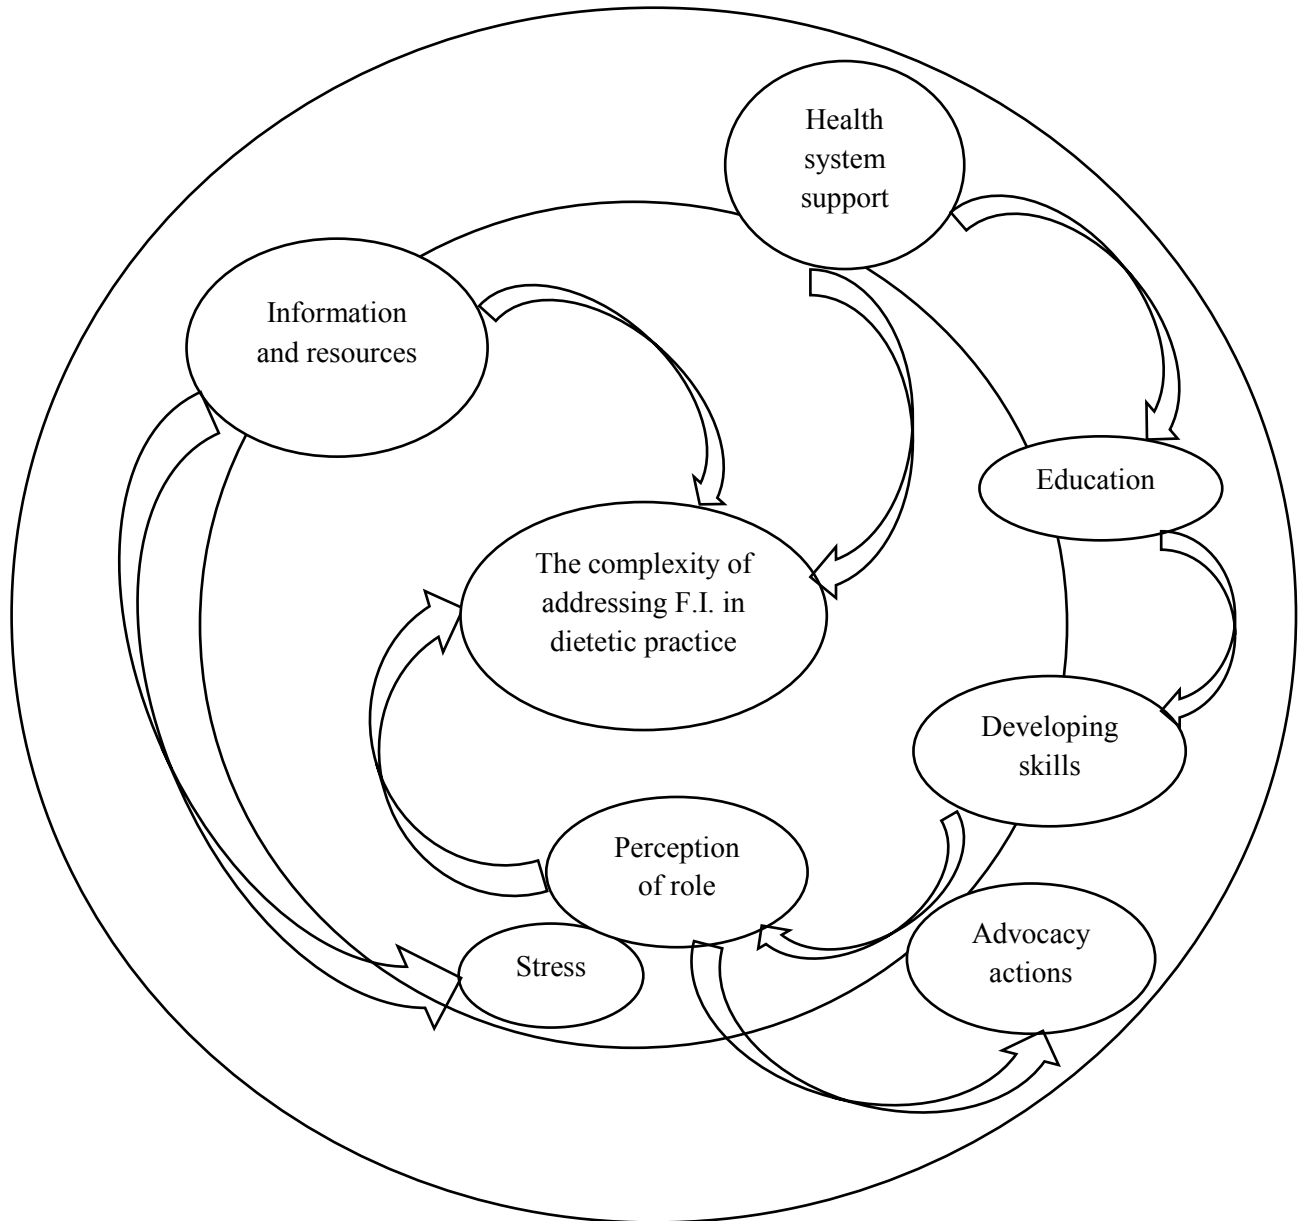 Health
system
support
Information
and resources
Education
The complexity of
addressing F.I. in
dietetic practice
Developing
skills
Perception
of role
Advocacy
actions
Stress